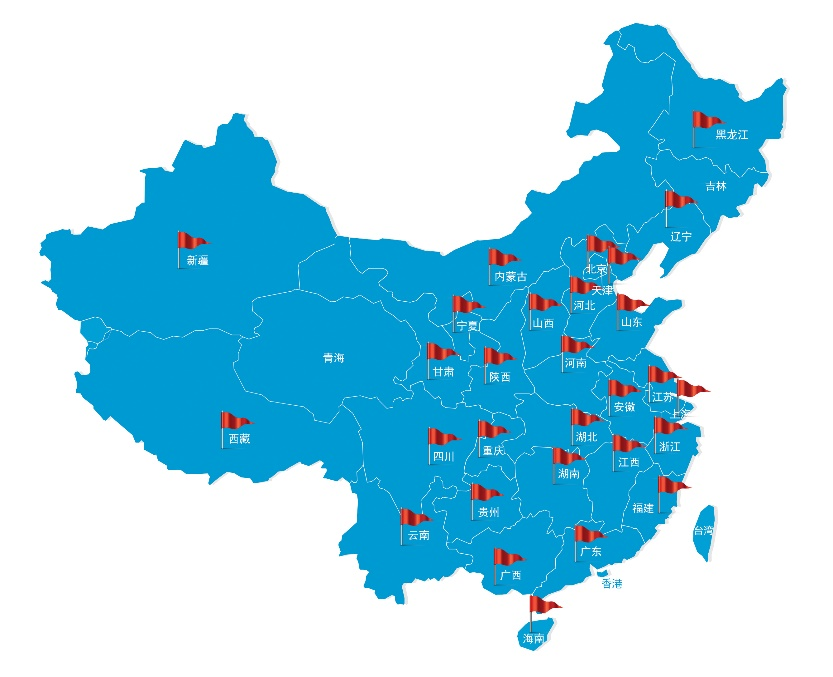 黑龙江
吉林
辽宁
新疆
北京
内蒙古
天津
河北
宁夏
山西
山东
青海
甘肃
陕西
河南
江苏
安徽
上海
西藏
湖北
四川
重庆
浙江
湖南
江西
贵州
福建
云南
台湾
广东
广西
香港
海南